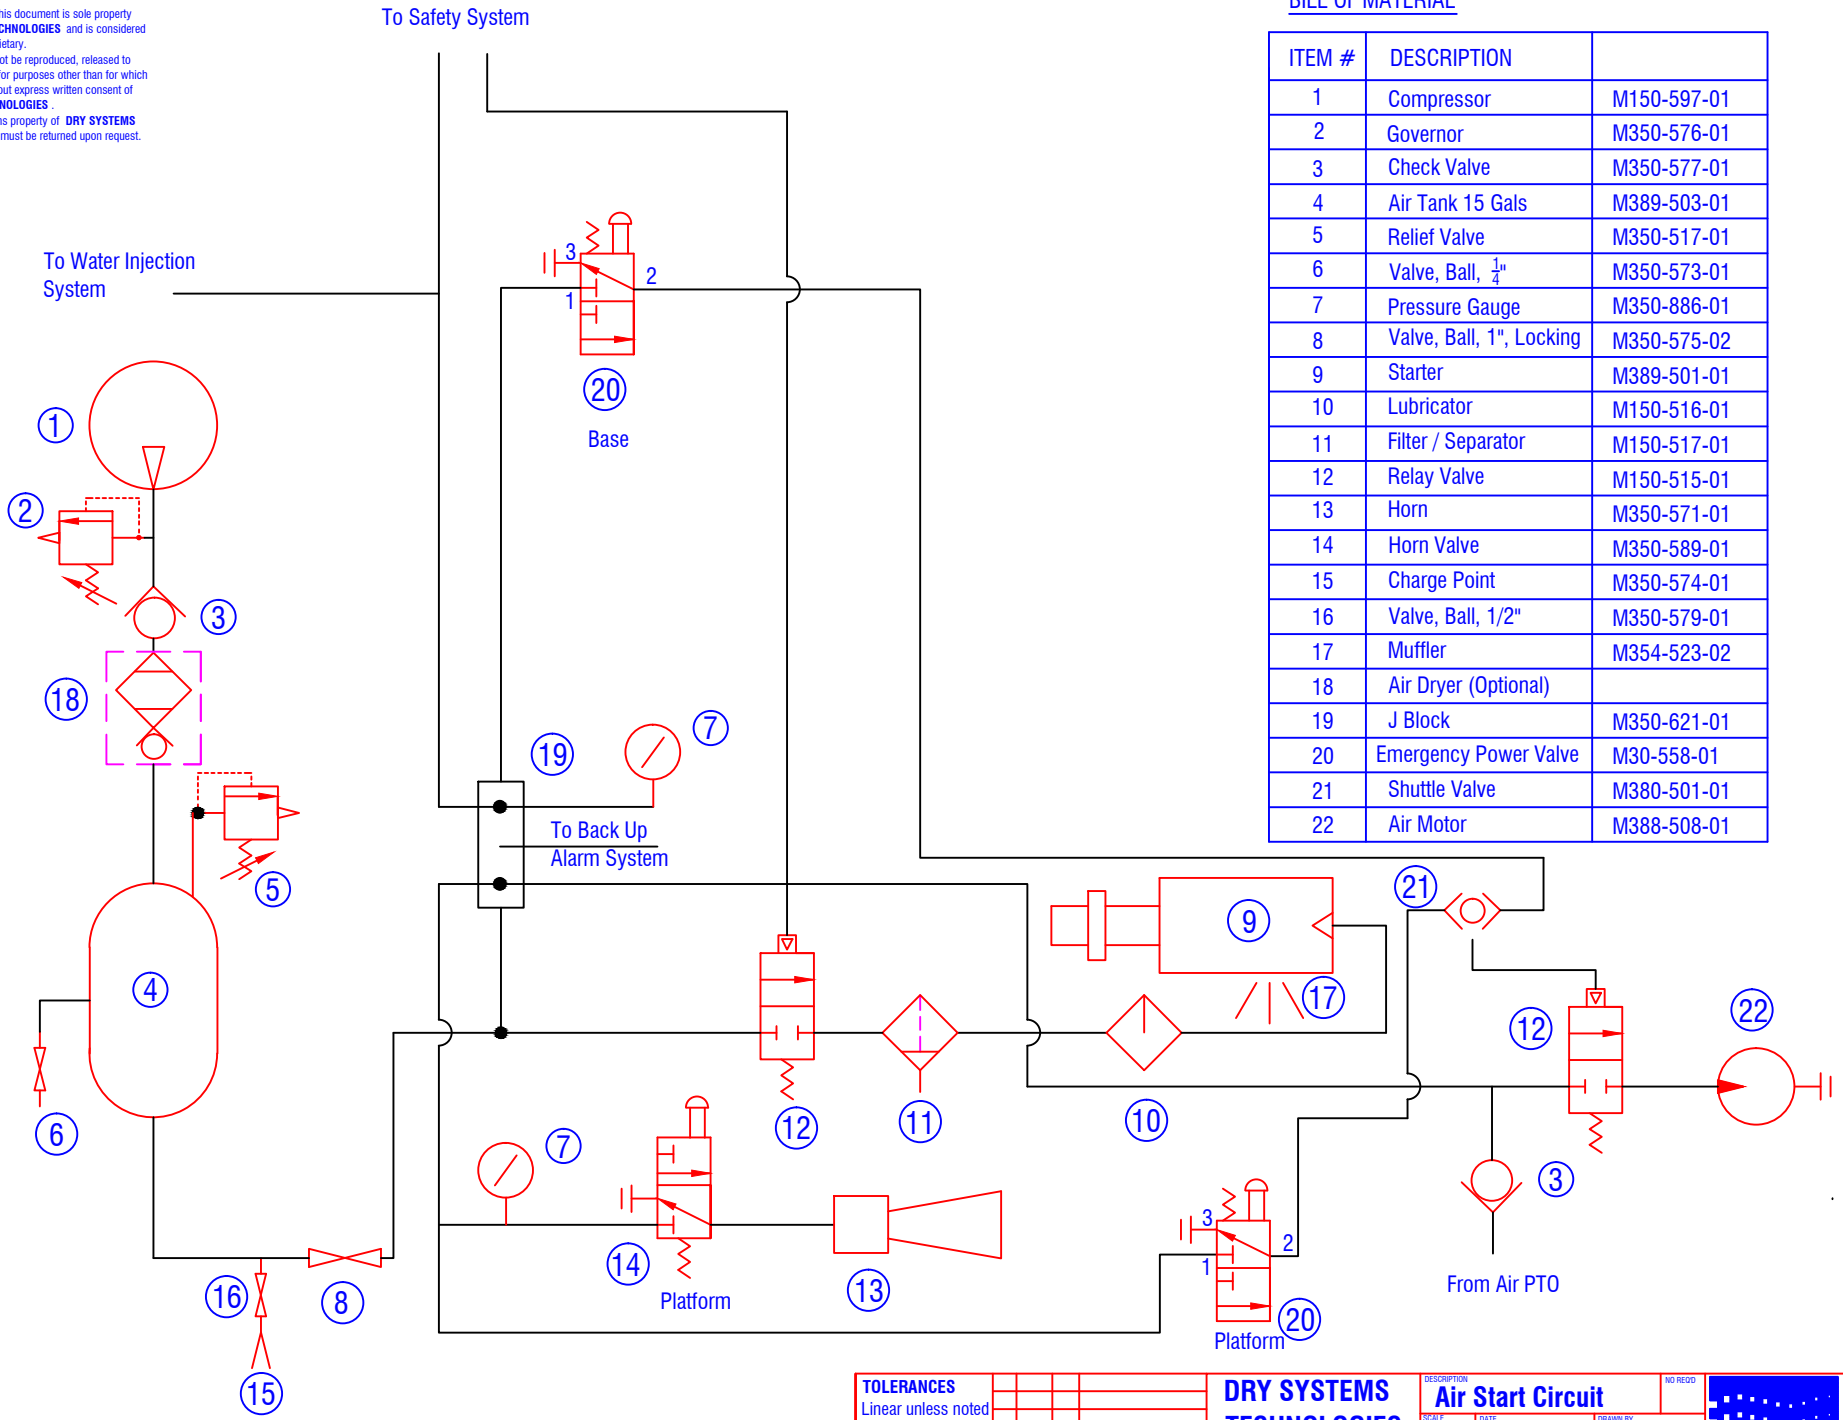 his document is sole property
CHNOLOGIES and is considered
ietary.
ot be reproduced, released to
for purposes other than for which
out express written consent of
NOLOGIES .
ns property of DRY SYSTEMS
must be returned upon request.
To Safety System
BILL OF MATERIAL
ITEM # DESCRIPTION
1 Compressor M150-597-01
2 Governor M350-576-01
3 Check Valve M350-577-01
4 Air Tank 15 Gals M389-503-01
5 Relief Valve M350-517-01
6 Valve, Ball, 1/4" M350-573-01
7 Pressure Gauge M350-886-01
8 Valve, Ball, 1", Locking M350-575-02
9 Starter M389-501-01
10 Lubricator M150-516-01
11 Filter / Separator M150-517-01
12 Relay Valve M150-515-01
13 Horn M350-571-01
14 Horn Valve M350-589-01
15 Charge Point M350-574-01
16 Valve, Ball, 1/2" M350-579-01
17 Muffler M354-523-02
18 Air Dryer (Optional)
19 J Block M350-621-01
20 Emergency Power Valve M30-558-01
21 Shuttle Valve M380-501-01
22 Air Motor M388-508-01
To Water Injection
System
3
2
1
20
Base
1
2
3
18
19
7
To Back Up
Alarm System
5
4
21
9
17
12
22
6
7
12
11
10
3
14
Platform
13
3
2
1
20
Platform
From Air PTO
16
8
15
TOLERANCES
Linear unless noted
DRY SYSTEMS
TECHNOLOGIES
DESCRIPTION
Air Start Circuit
NO REQ'D
SCALE
DATE
DRAWN BY